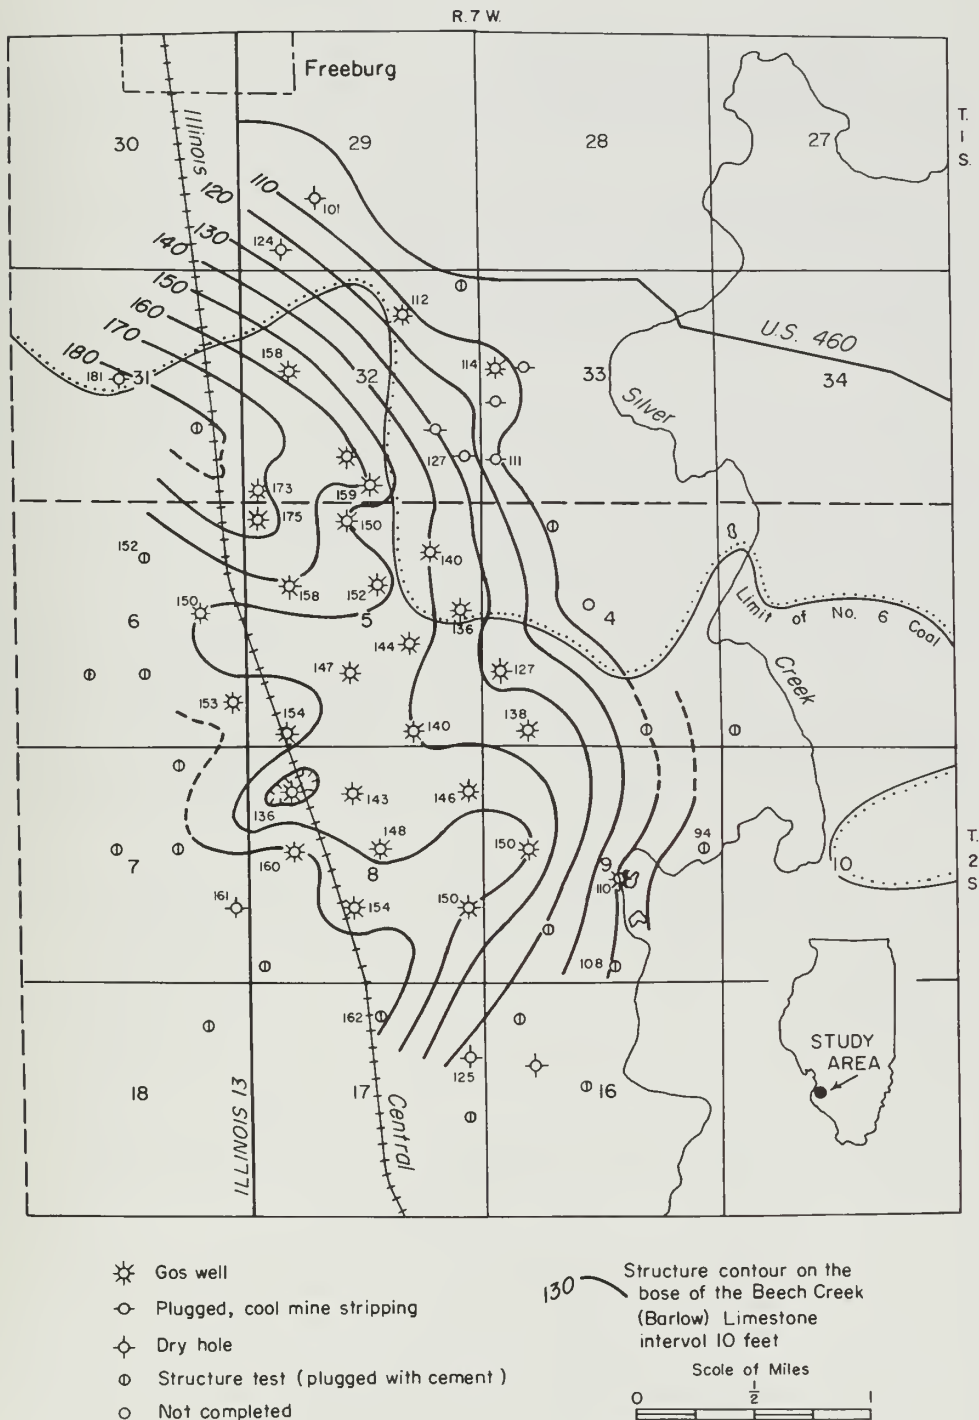 R. 7 W.
Freeburg
30
29
28
27
T.
1
S.
Illinois
110
120
130
140
150
160
170
180
101
124
112
158
181
31
32
114
33
34
U.S. 460
Silver
127
111
159
173
175
150
140
152
152
158
150
136
6
5
4
Limit of No. 6 Coal
144
147
127
Creek
153
154
140
138
136
143
146
94
148
150
9
10
T.
2
S
7
8
160
110
161
154
150
108
162
STUDY
AREA
125
18
17
16
ILLINOIS 13
Central
Gos well
Plugged, cool mine stripping
Dry hole
Structure test (plugged with cement)
Not completed
130
Structure contour on the
bose of the Beech Creek
(Barlow) Limestone
intervol 10 feet
Scole of Miles
0
1/2
1